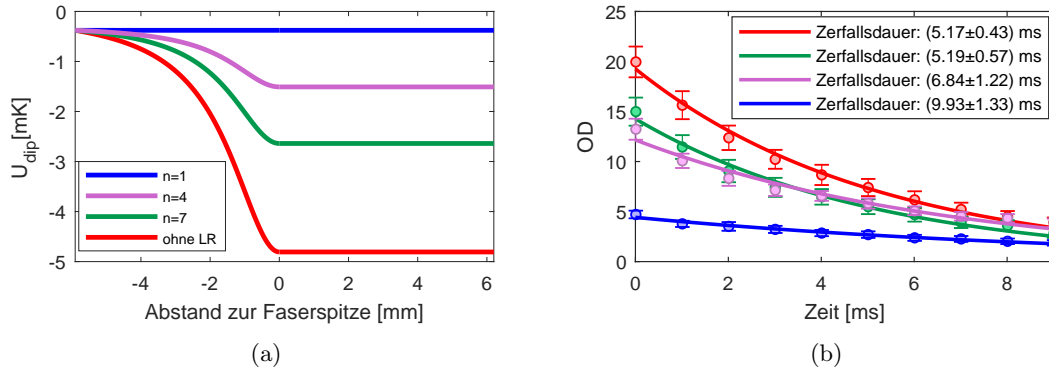 0
-1
-2
-3
-4
-5
U_dip[mK]
n=1
n=4
n=7
ohne LR
-4 -2 0 2 4 6
Abstand zur Faserspitze [mm]
(a)
25
20
15
10
5
0
OD
Zerfallsdauer: (5.17±0.43) ms
Zerfallsdauer: (5.19±0.57) ms
Zerfallsdauer: (6.84±1.22) ms
Zerfallsdauer: (9.93±1.33) ms
0 2 4 6 8
Zeit [ms]
(b)